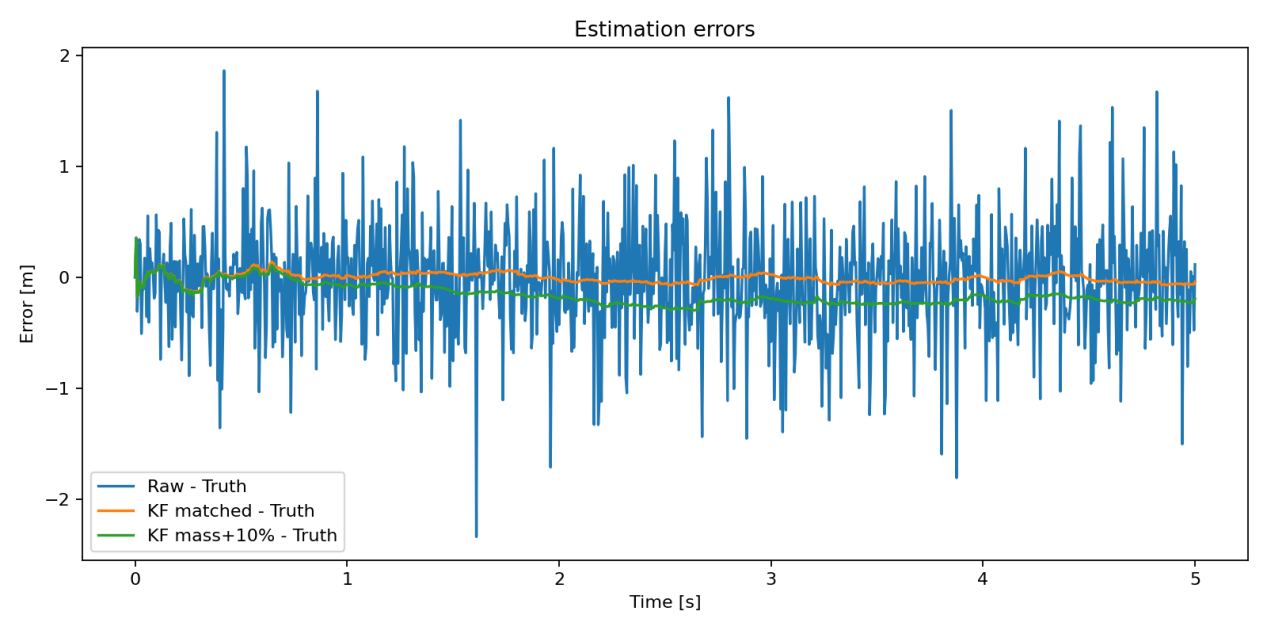 Estimation errors
2
1
0
−1
−2
Error [m]
Raw - Truth
KF matched - Truth
KF mass+10% - Truth
0 1 2 3 4 5
Time [s]